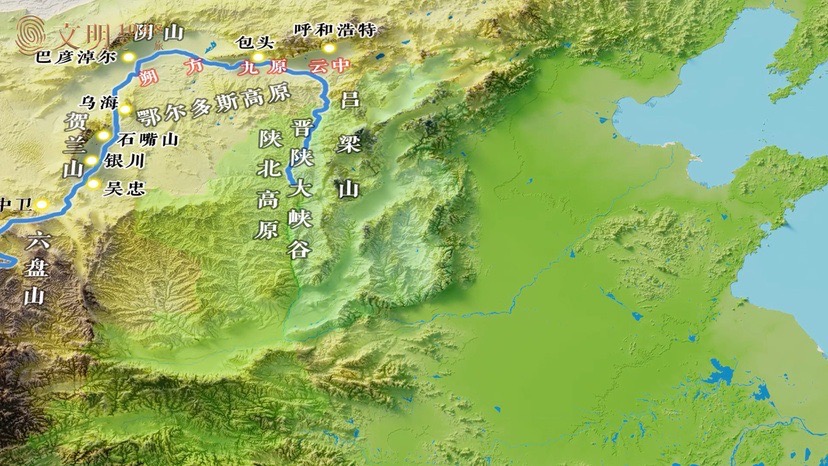 文明
阴山
呼和浩特
包头
巴彦淖尔
朔方
九原
云中
乌海
鄂尔多斯高原
吕梁山
贺兰山
石嘴山
陕北高原
晋陕大峡谷
银川
吴忠
中卫
六盘山